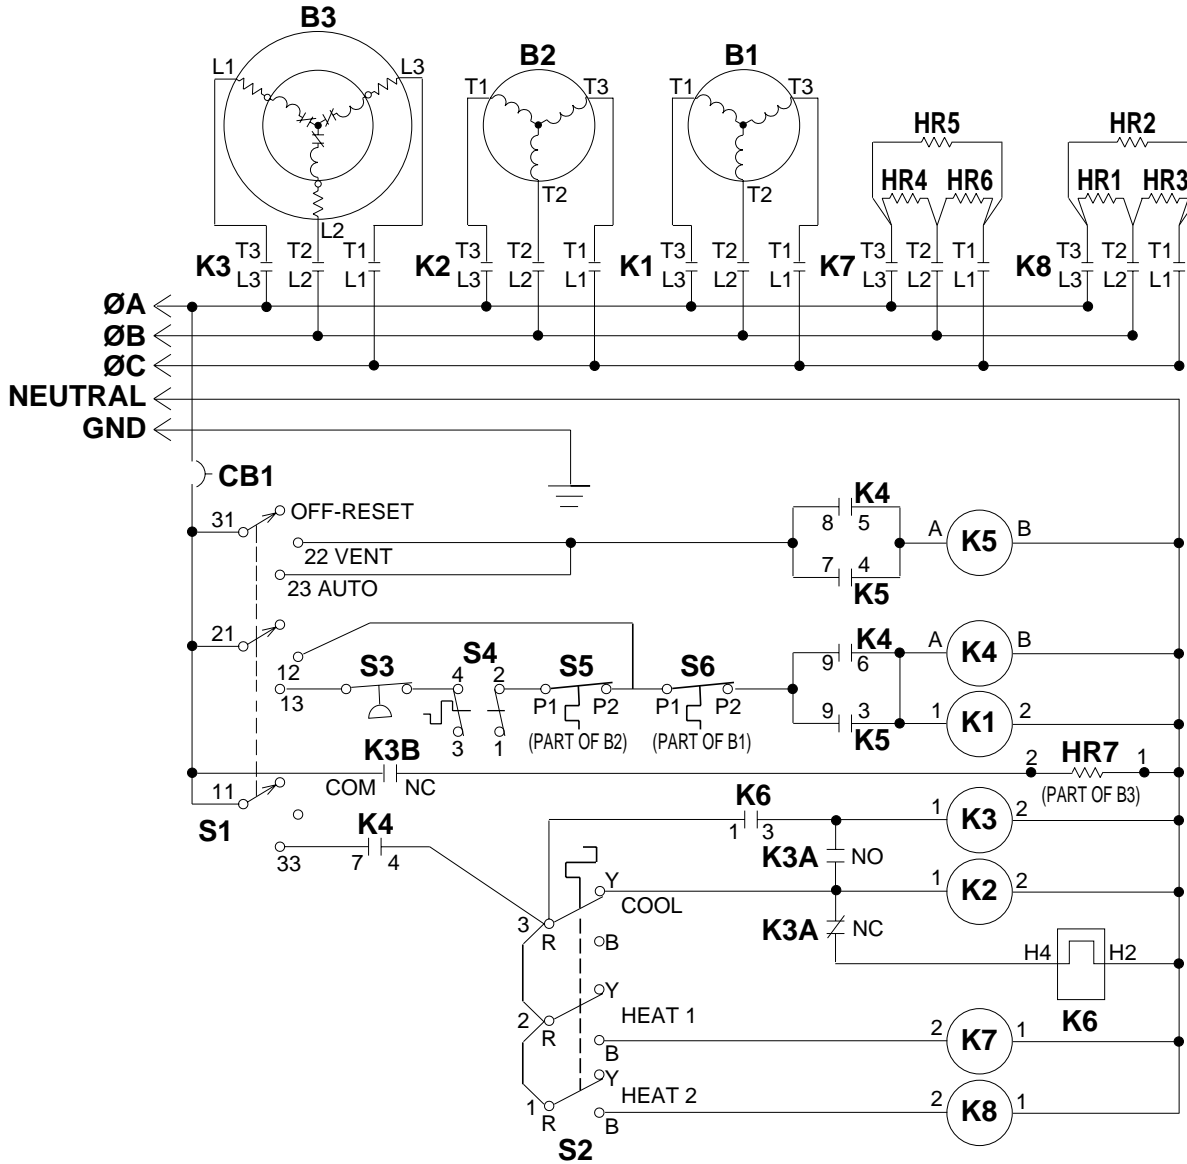 B3
B2
B1
L1 L3 T1 T3 T1 T3
HR5 HR2
HR4 HR6 HR1 HR3
T2 T2
L2
K3 T3 T2 T1 K2 T3 T2 T1 K1 T3 T2 T1 K7 T3 T2 T1 K8 T3 T2 T1
L3 L2 L1 L3 L2 L1 L3 L2 L1 L3 L2 L1 L3 L2 L1
ØA
ØB
ØC
NEUTRAL
GND
CB1
31 OFF-RESET
22 VENT
23 AUTO
K4
8 5
7 4
K5
A K5 B
21
12
13
S3 S4 S5 S6
4 2
3 1
P1 P2 P1 P2
(PART OF B2) (PART OF B1)
K4
9 6
9 3
K5
A K4 B
1 K1 2
K3B
COM NC
2 HR7 1
(PART OF B3)
11
S1
33
K4
7 4
K6
1 3
1 K3 2
K3A NO
Y
COOL
1 K2 2
3
R
B
K3A NC
H4 H2
K6
Y
HEAT 1
2
R
B
2 K7 1
Y
HEAT 2
1
R
B
2 K8 1
S2